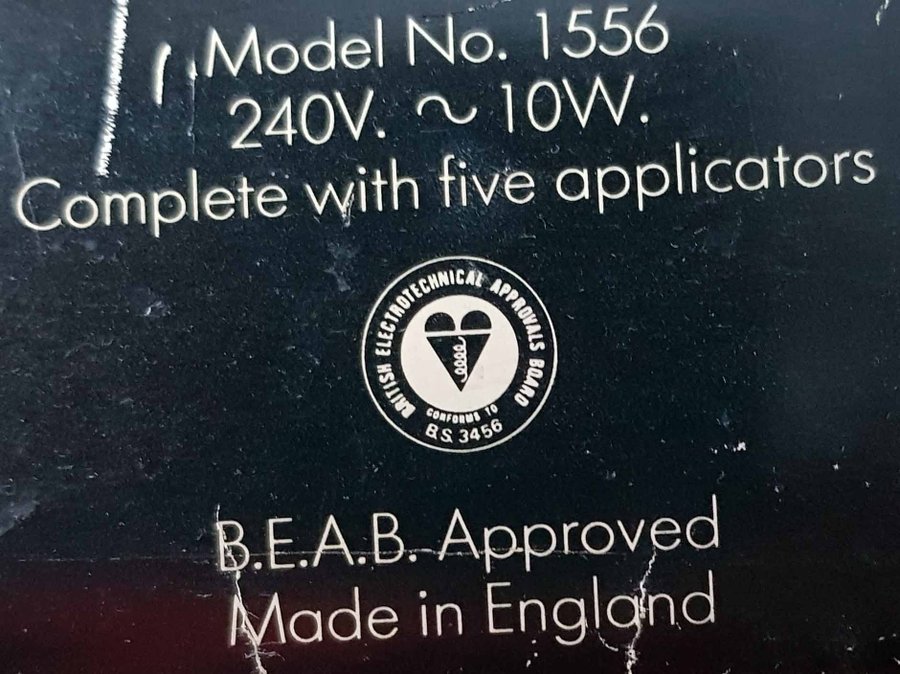 Model No. 1556
240V. ~ 10W.
Complete with five applicators
BRITISH ELECTROTECHNICAL APPROVALS BOARD
CONFORMS TO
B.S. 3456
B.E.A.B. Approved
Made in England